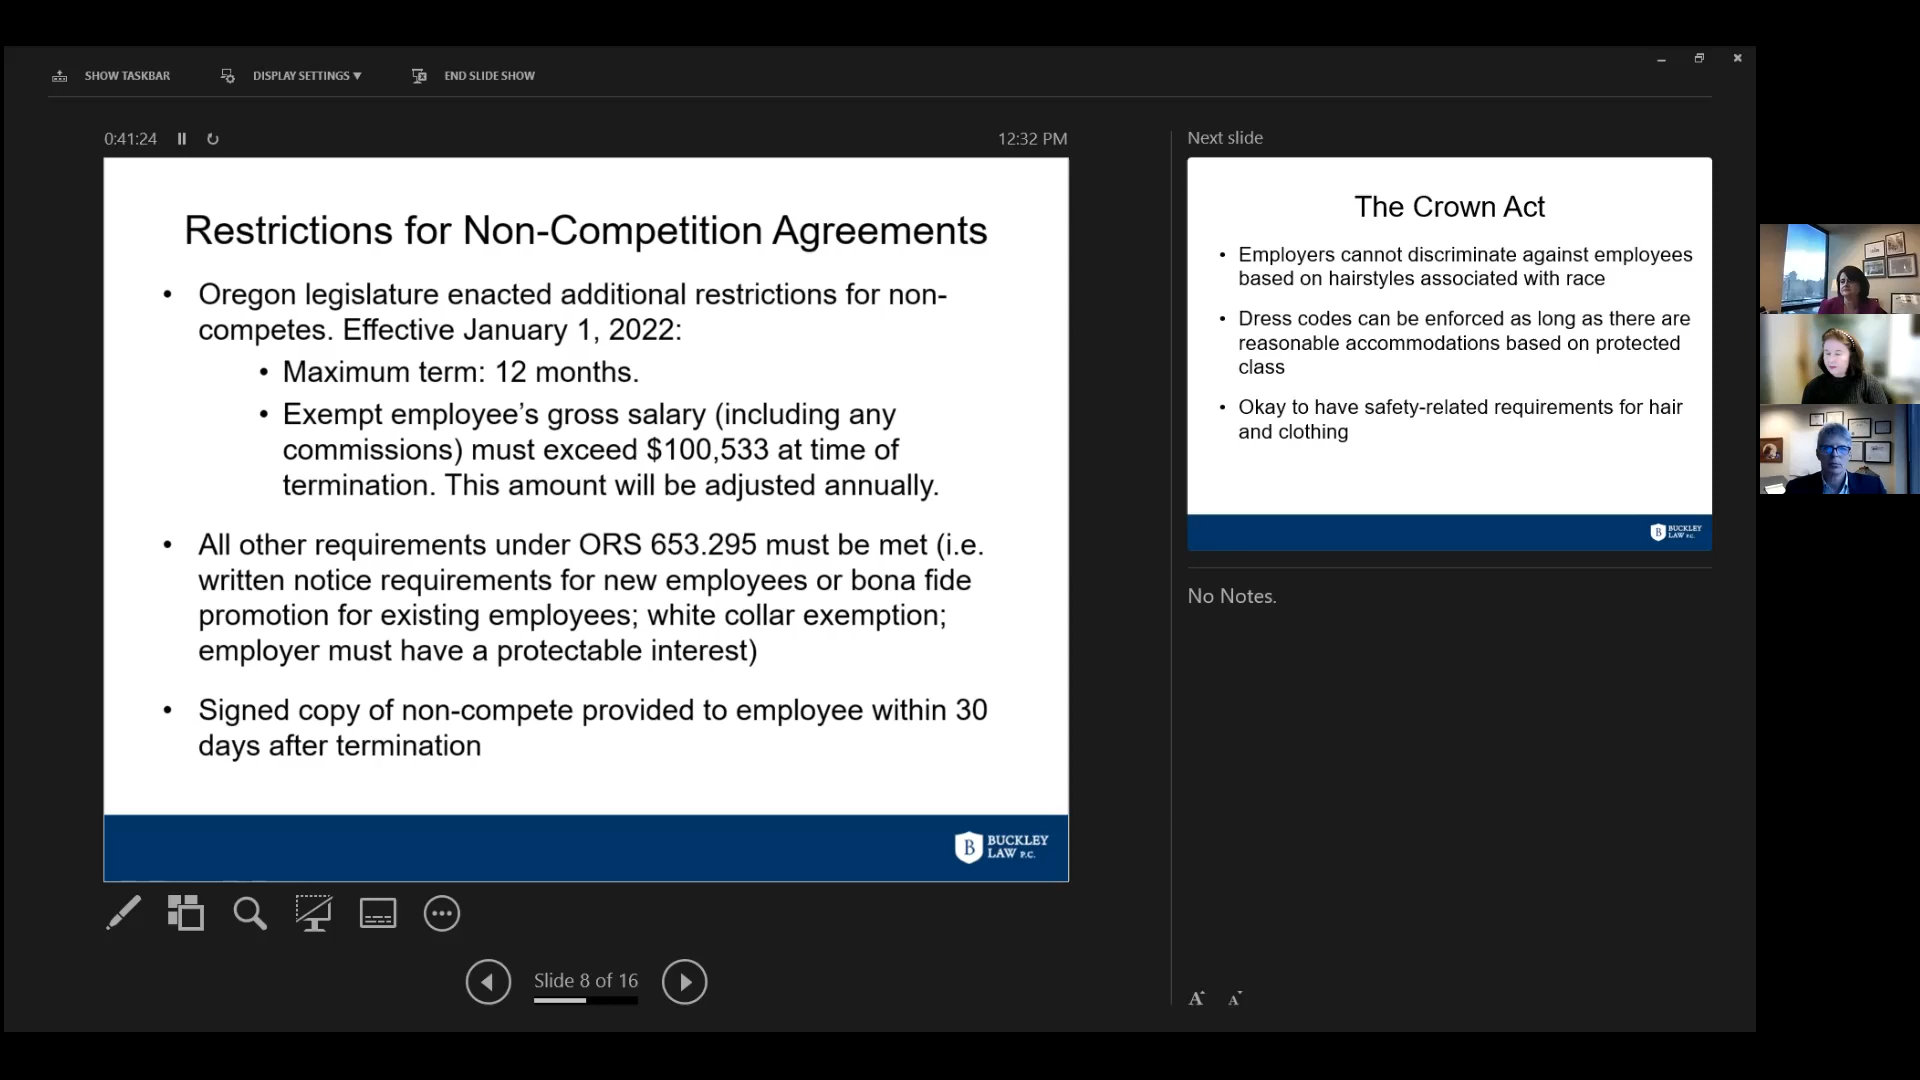 SHOW TASKBAR
DISPLAY SETTINGS ▼
END SLIDE SHOW
0:41:24
12:32 PM
Restrictions for Non-Competition Agreements
• Oregon legislature enacted additional restrictions for non-
competes. Effective January 1, 2022:
• Maximum term: 12 months.
• Exempt employee’s gross salary (including any
commissions) must exceed $100,533 at time of
termination. This amount will be adjusted annually.
• All other requirements under ORS 653.295 must be met (i.e.
written notice requirements for new employees or bona fide
promotion for existing employees; white collar exemption;
employer must have a protectable interest)
• Signed copy of non-compete provided to employee within 30
days after termination
B
BUCKLEY
LAW P.C.
Slide 8 of 16
Next slide
The Crown Act
• Employers cannot discriminate against employees
based on hairstyles associated with race
• Dress codes can be enforced as long as there are
reasonable accommodations based on protected
class
• Okay to have safety-related requirements for hair
and clothing
B
BUCKLEY
LAW P.C.
No Notes.
A A